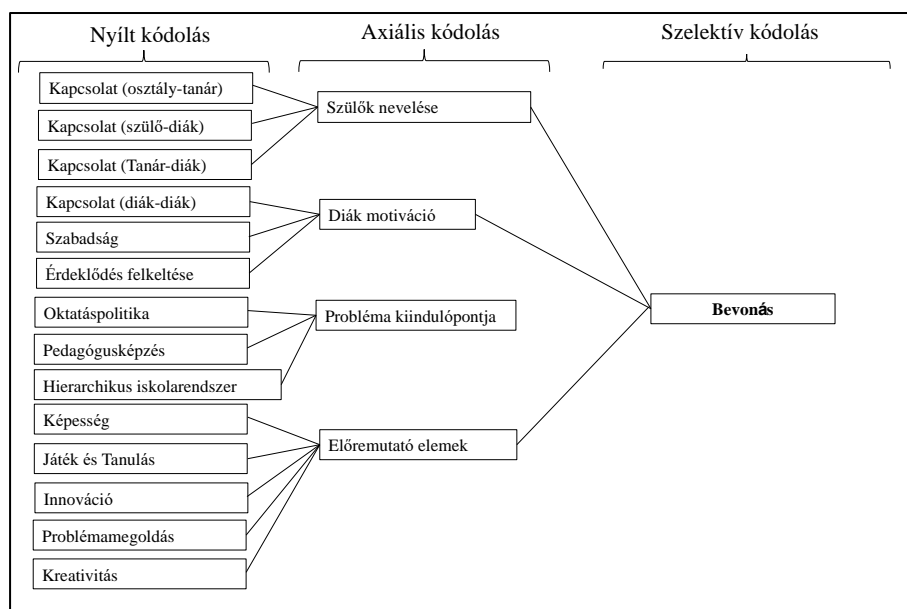 Nyílt kódolás
Axiális kódolás
Szelektív kódolás
Kapcsolat (osztály-tanár)
Kapcsolat (szülő-diák)
Kapcsolat (Tanár-diák)
Kapcsolat (diák-diák)
Szabadság
Érdeklődés felkeltése
Oktatáspolitika
Pedagógusképzés
Hierarchikus iskolarendszer
Képesség
Játék és Tanulás
Innováció
Problémamegoldás
Kreativitás
Szülők nevelése
Diák motiváció
Probléma kiindulópontja
Előremutató elemek
Bevonás